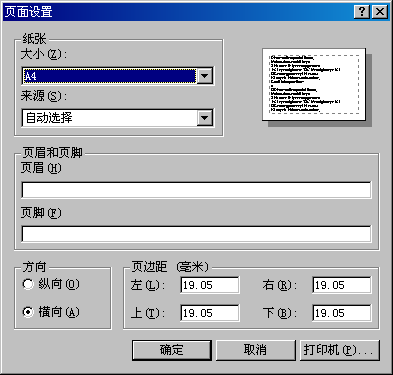 页面设置
纸张
大小(Z):
A4
来源(S):
自动选择
页眉和页脚
页眉(H)
页脚(F)
方向
纵向(O)
横向(A)
页边距 (毫米)
左(L): 19.05 右(R): 19.05
上(T): 19.05 下(B): 19.05
确定 取消 打印机(P)...